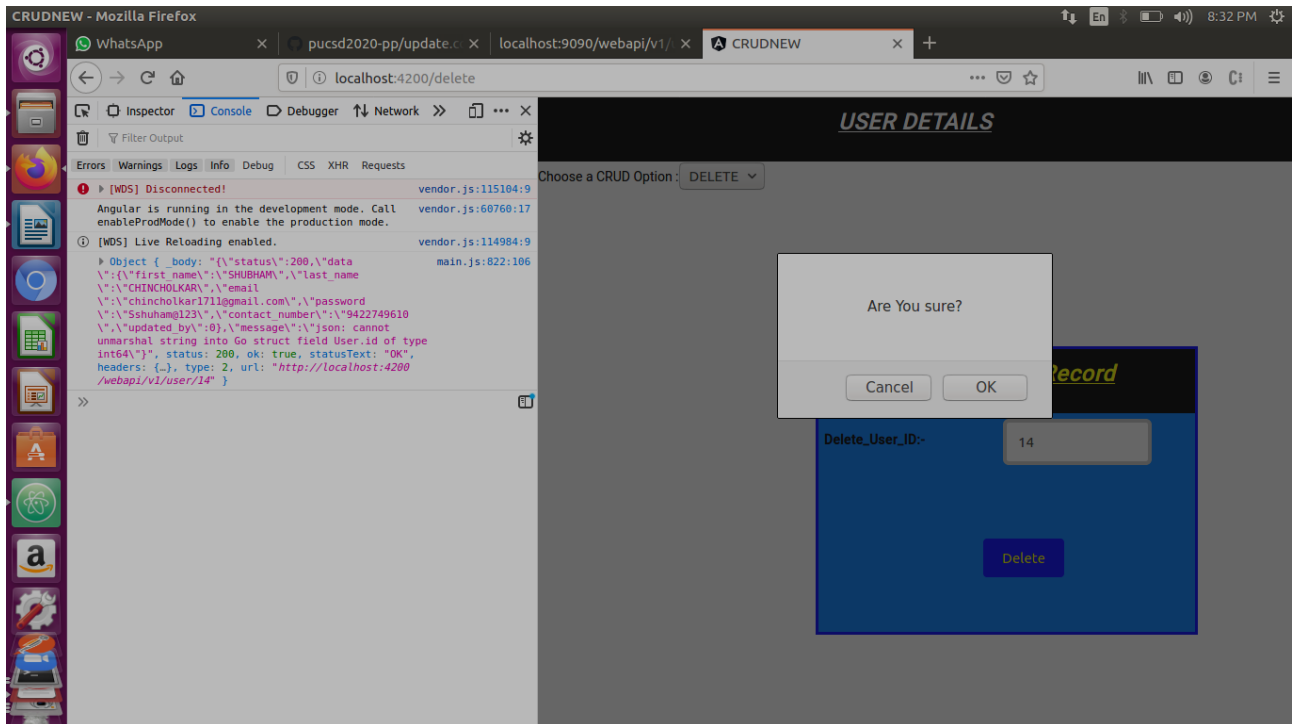 CRUDNEW - Mozilla Firefox
En
8:32 PM
WhatsApp
pucsd2020-pp/update.c
localhost:9090/webapi/v1/
CRUDNEW
localhost:4200/delete
Inspector Console Debugger Network
Filter Output
Errors Warnings Logs Info Debug CSS XHR Requests
[WDS] Disconnected! vendor.js:115104:9
Angular is running in the development mode. Call vendor.js:60760:17
enableProdMode() to enable the production mode.
[WDS] Live Reloading enabled. vendor.js:114984:9
Object { _body: "{\"status\":200,\"data main.js:822:106
\":{\"first_name\":\"SHUBHAM\",\"last_name
\":\"CHINCHOLKAR\",\"email
\":\"chincholkar1711@gmail.com\",\"password
\":\"Sshuham@123\",\"contact_number\":\"9422749610
\",\"updated_by\":0},\"message\":\"json: cannot
unmarshal string into Go struct field User.id of type
int64\"}", status: 200, ok: true, statusText: "OK",
headers: {…}, type: 2, url: "http://localhost:4200
/webapi/v1/user/14" }
USER DETAILS
Choose a CRUD Option : DELETE
Are You sure?
Cancel OK
Record
Delete_User_ID:- 14
Delete